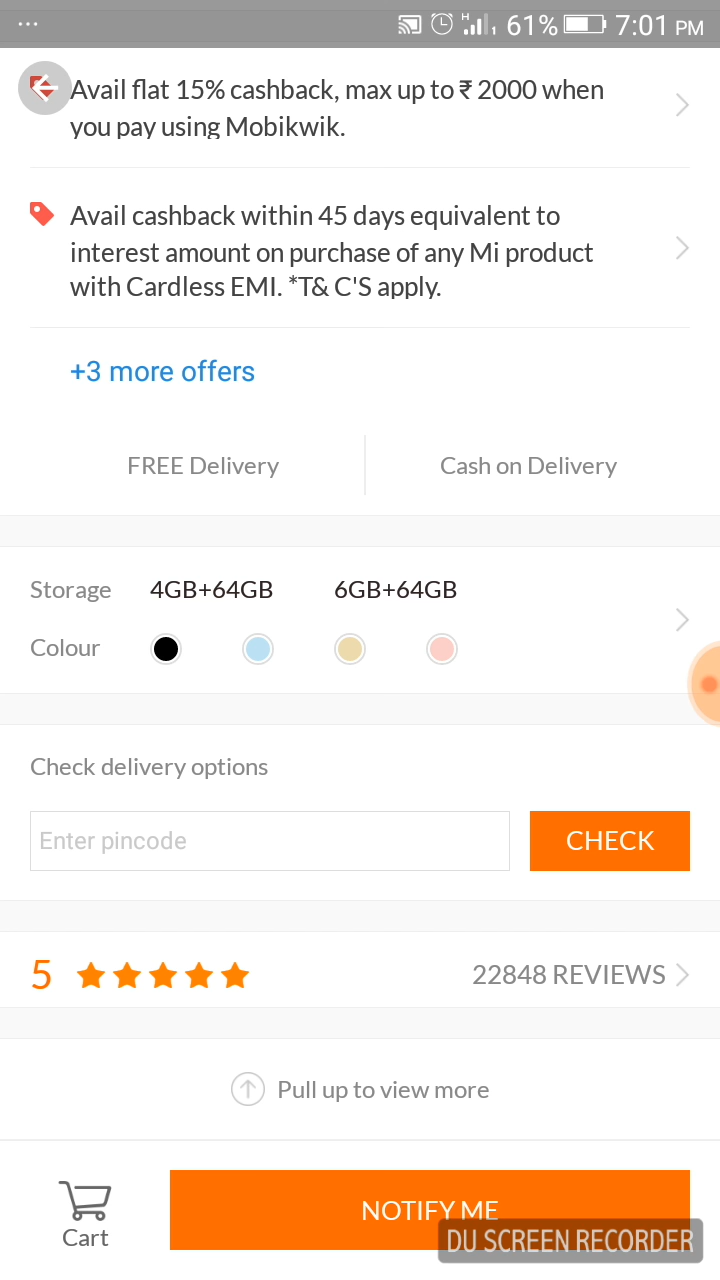 61% 7:01 PM
Avail flat 15% cashback, max up to ₹ 2000 when
you pay using Mobikwik.
Avail cashback within 45 days equivalent to
interest amount on purchase of any Mi product
with Cardless EMI. *T& C'S apply.
+3 more offers
FREE Delivery Cash on Delivery
Storage 4GB+64GB 6GB+64GB
Colour
Check delivery options
Enter pincode CHECK
5 22848 REVIEWS
Pull up to view more
NOTIFY ME
Cart
DU SCREEN RECORDER